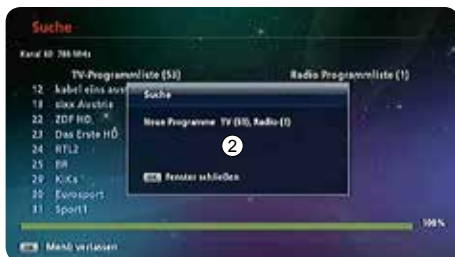 Suche
Kanal 60 786 MHz
TV-Programmliste (53)
Radio Programmliste (1)
12 kabel eins aus
13 sixx Austria
22 ZDF HD
23 Das Erste HD
24 RTL2
25 BR
29 KiKa
30 Eurosport
31 Sport1
Suche
Neue Programme TV (53), Radio (1)
2
OK Fenster schließen
100%
OK Menü verlassen